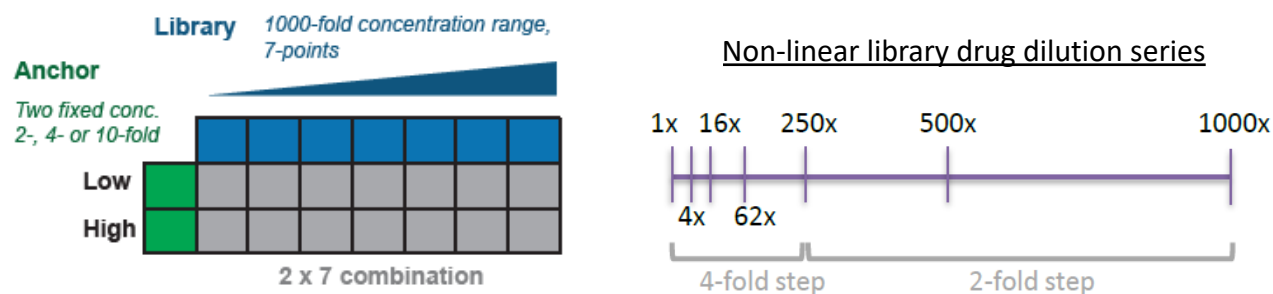 Library
1000-fold concentration range,
7-points
Anchor
Two fixed conc.
2-, 4- or 10-fold
Low
High
2 x 7 combination
Non-linear library drug dilution series
1x 16x 250x 500x 1000x
4x 62x
4-fold step 2-fold step